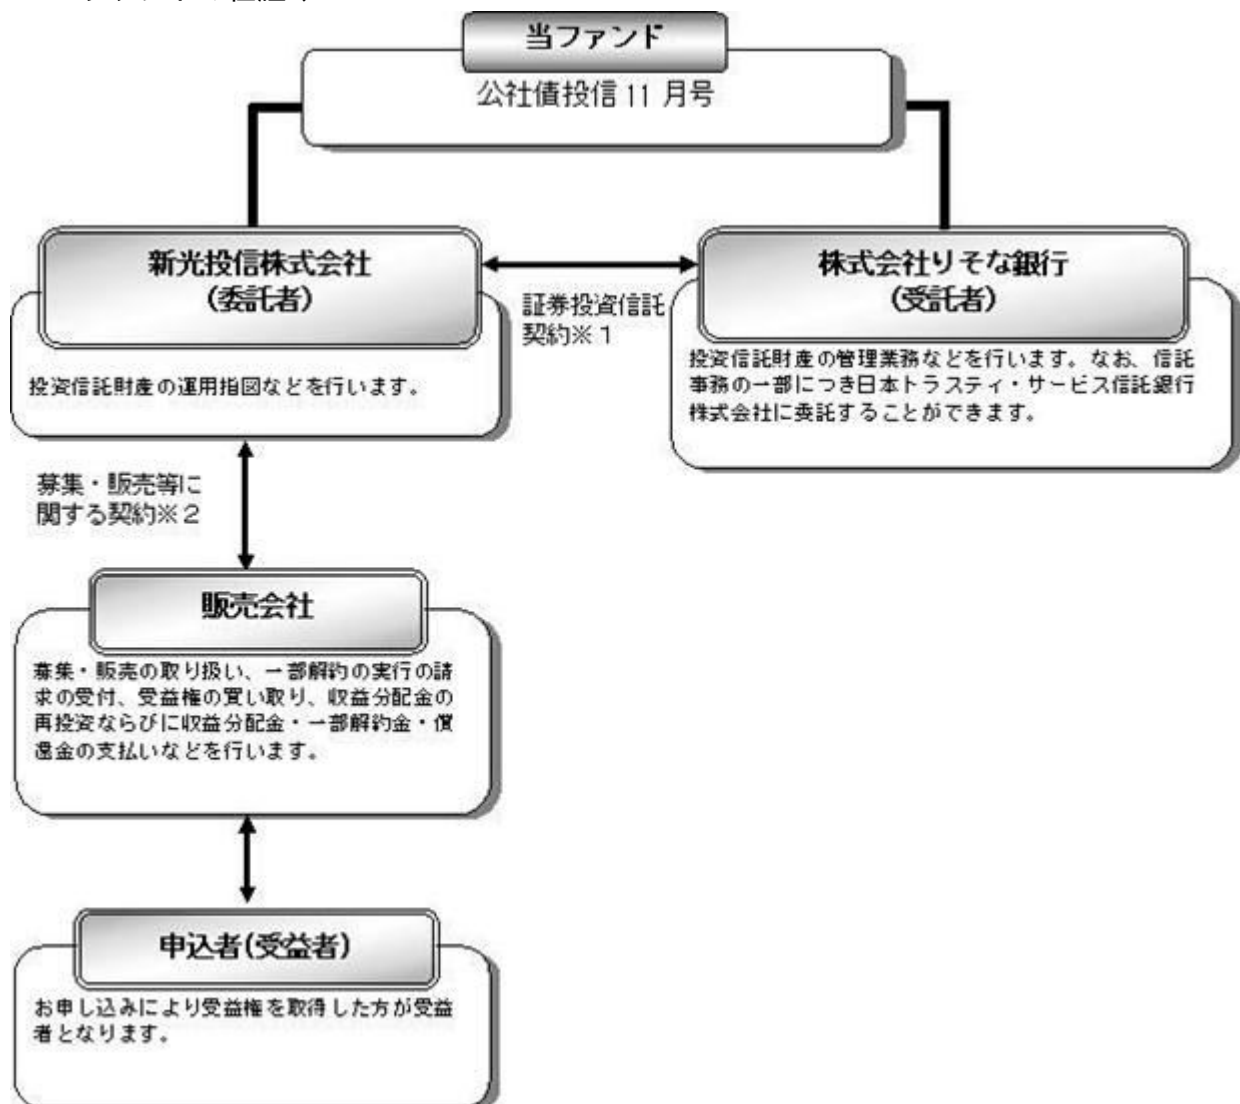 当ファンド
公社債投信11 月号
新光投信株式会社
(委託者)
投資信託財産の運用指図などを行います。
証券投資信託
契約※1
株式会社りそな銀行
(受託者)
投資信託財産の管理業務などを行います。なお、信託
事務の一部につき日本トラスティ・サービス信託銀行
株式会社に委託することができます。
募集・販売等に
関する契約※2
販売会社
募集・販売の取り扱い、一部解約の実行の請
求の受付、受益権の買い取り、収益分配金の
再投資ならびに収益分配金・一部解約金・償
還金の支払いなどを行います。
申込者(受益者)
お申し込みにより受益権を取得した方が受益
者となります。